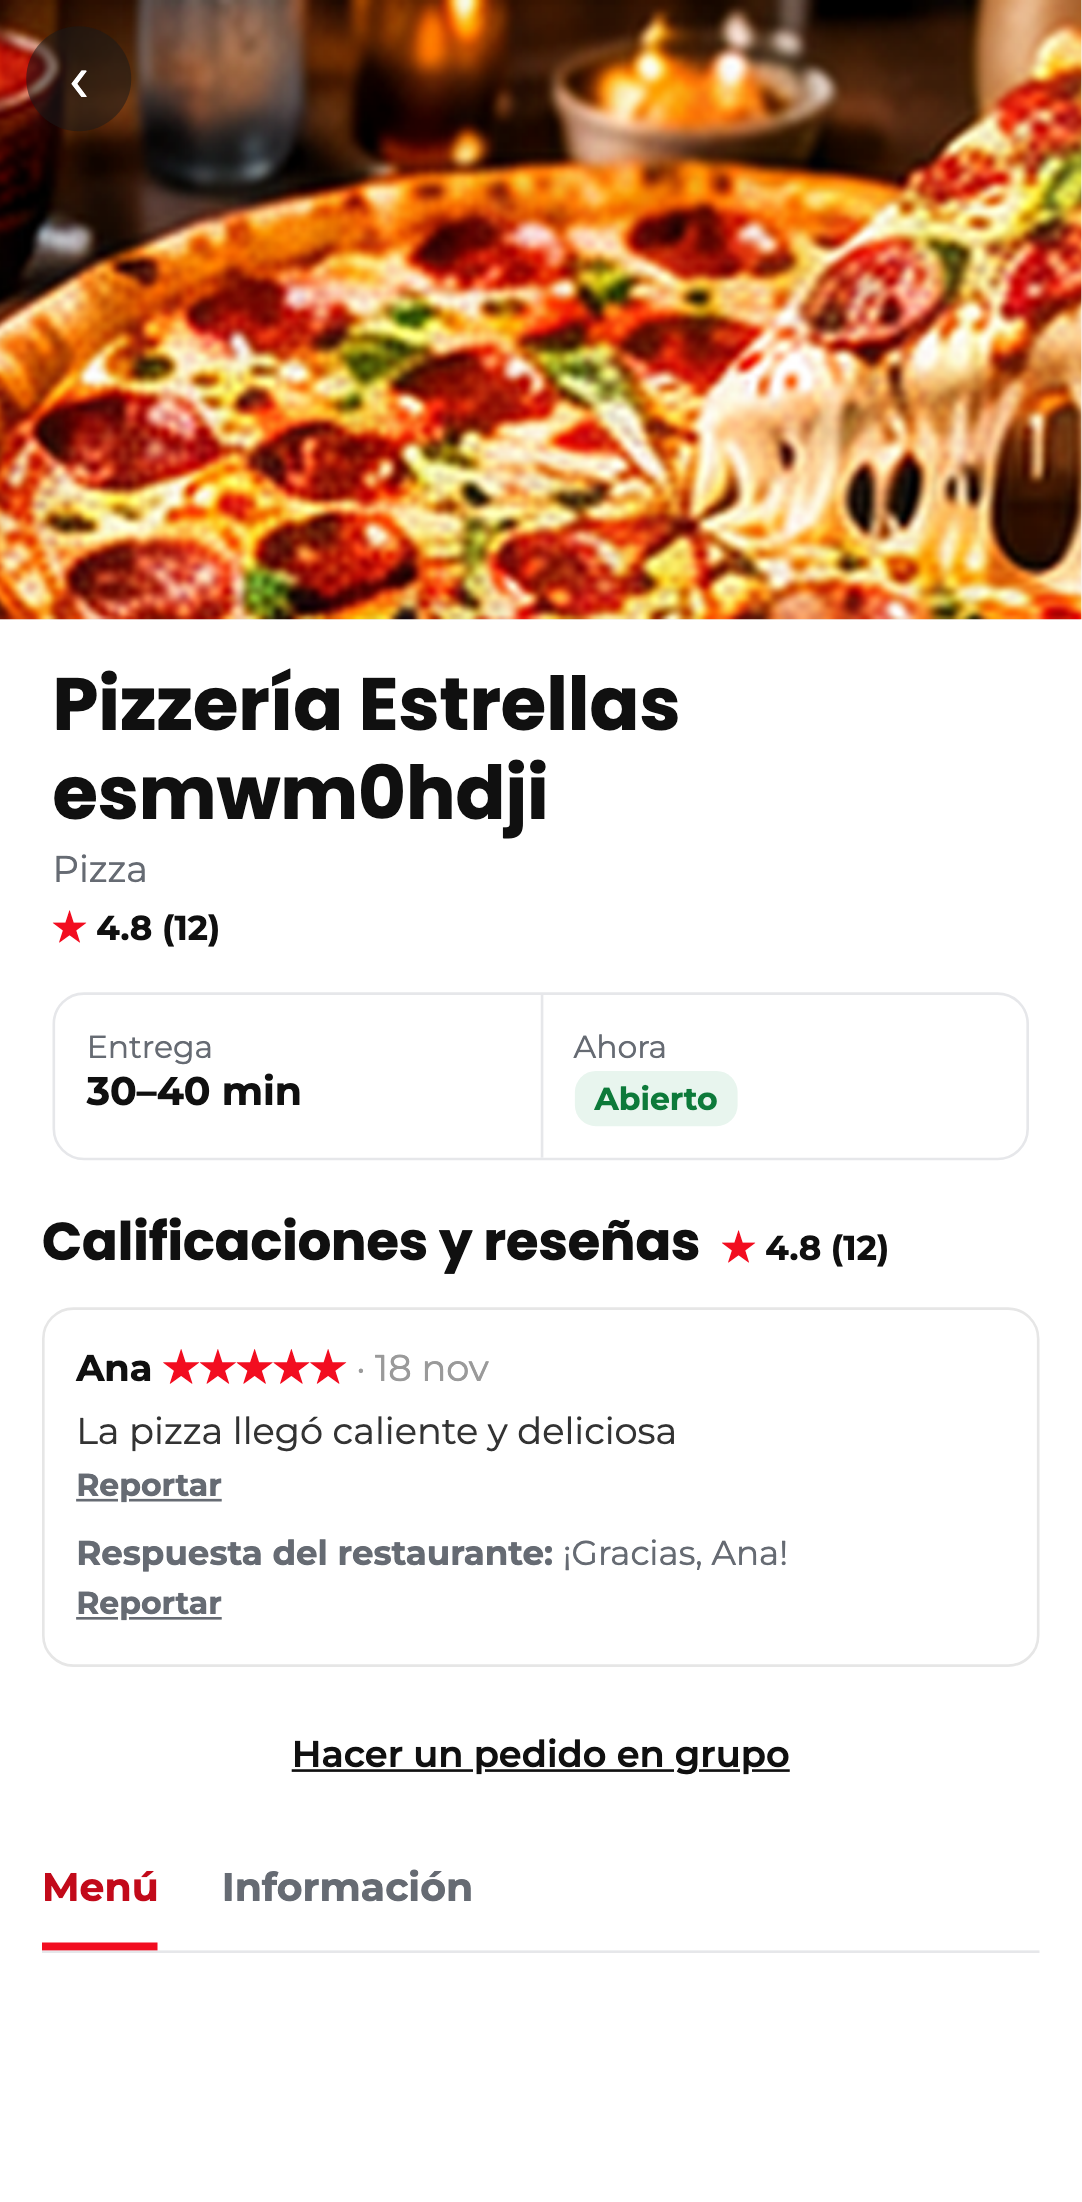 Pizzería Estrellas
esmwm0hdji
Pizza
★ 4.8 (12)
Entrega
30–40 min
Ahora
Abierto
Calificaciones y reseñas ★ 4.8 (12)
Ana ★★★★★ · 18 nov
La pizza llegó caliente y deliciosa
Reportar
Respuesta del restaurante: ¡Gracias, Ana!
Reportar
Hacer un pedido en grupo
Menú Información